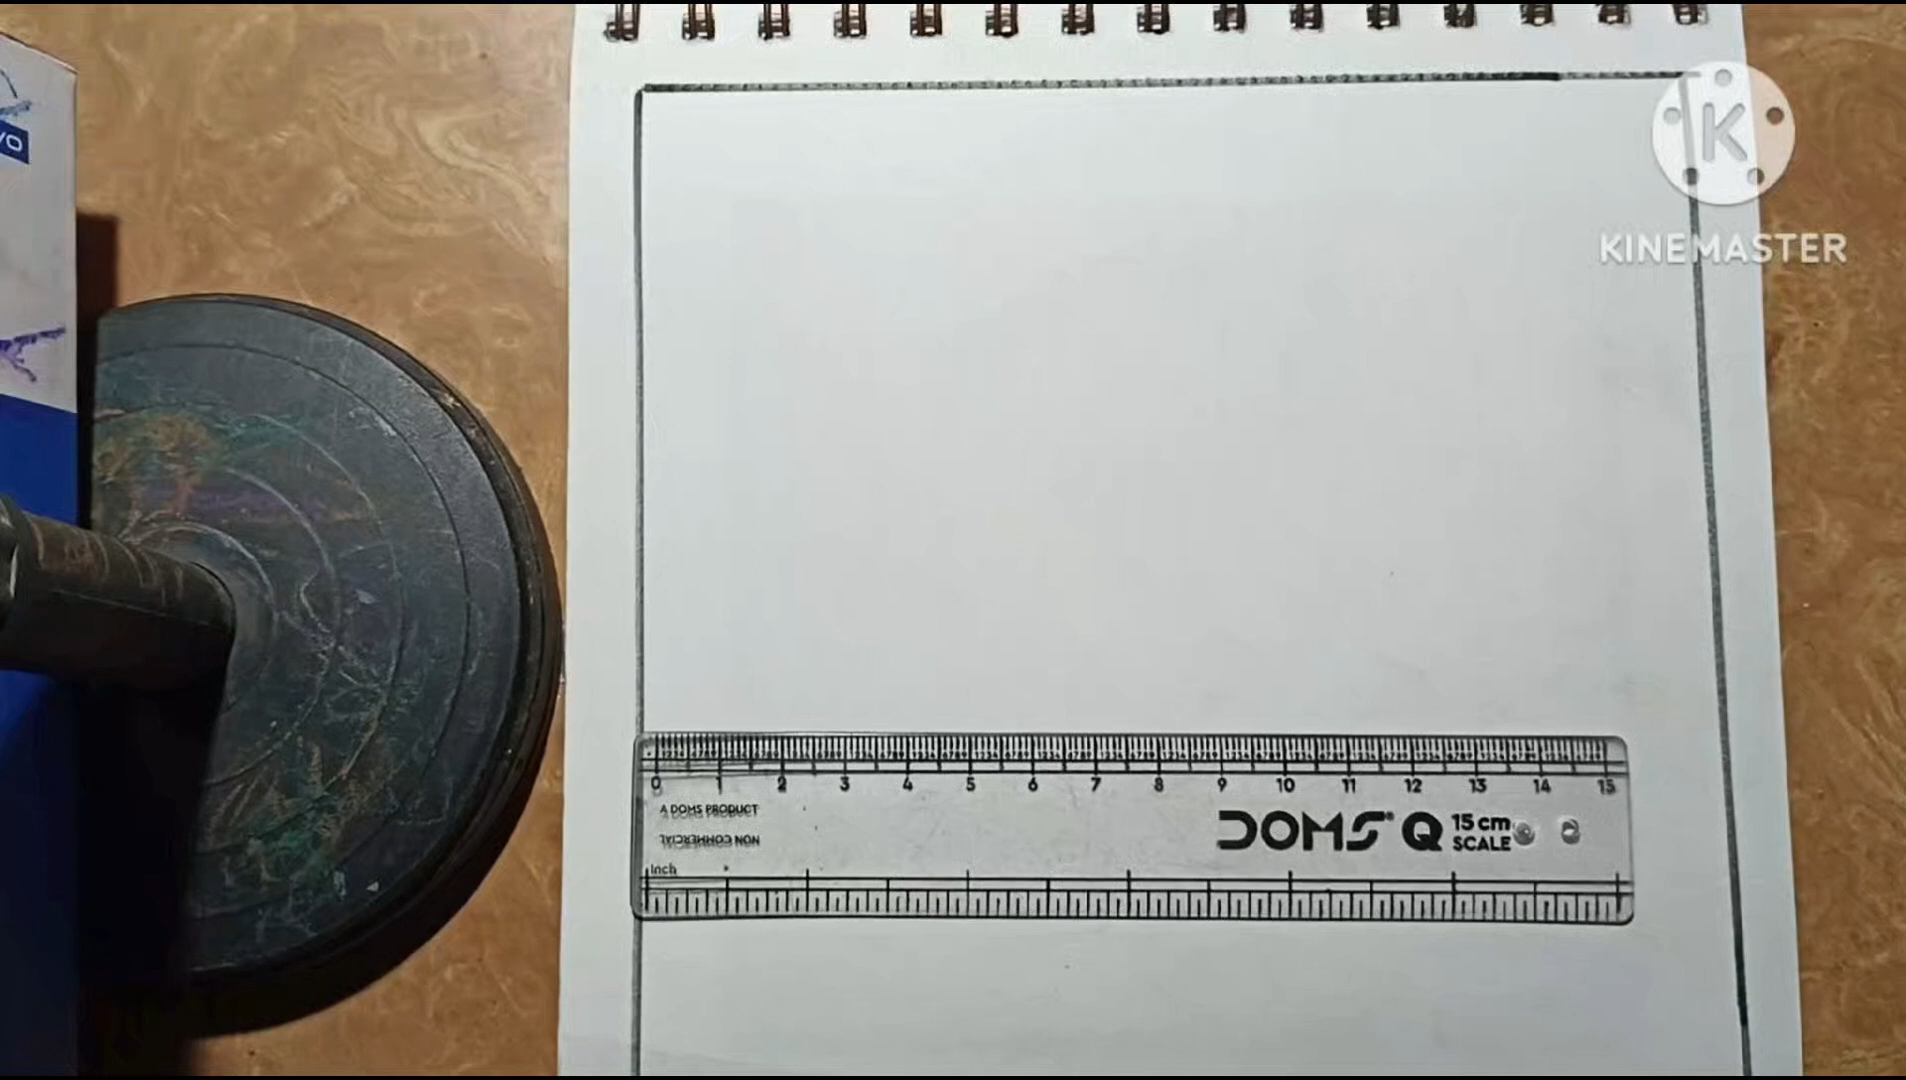 VO
K
KINEMASTER
0 1 2 3 4 5 6 7 8 9 10 11 12 13 14 15
A DOMS PRODUCT
NON COMMERCIAL
DOMS Q 15 cm SCALE
Inch